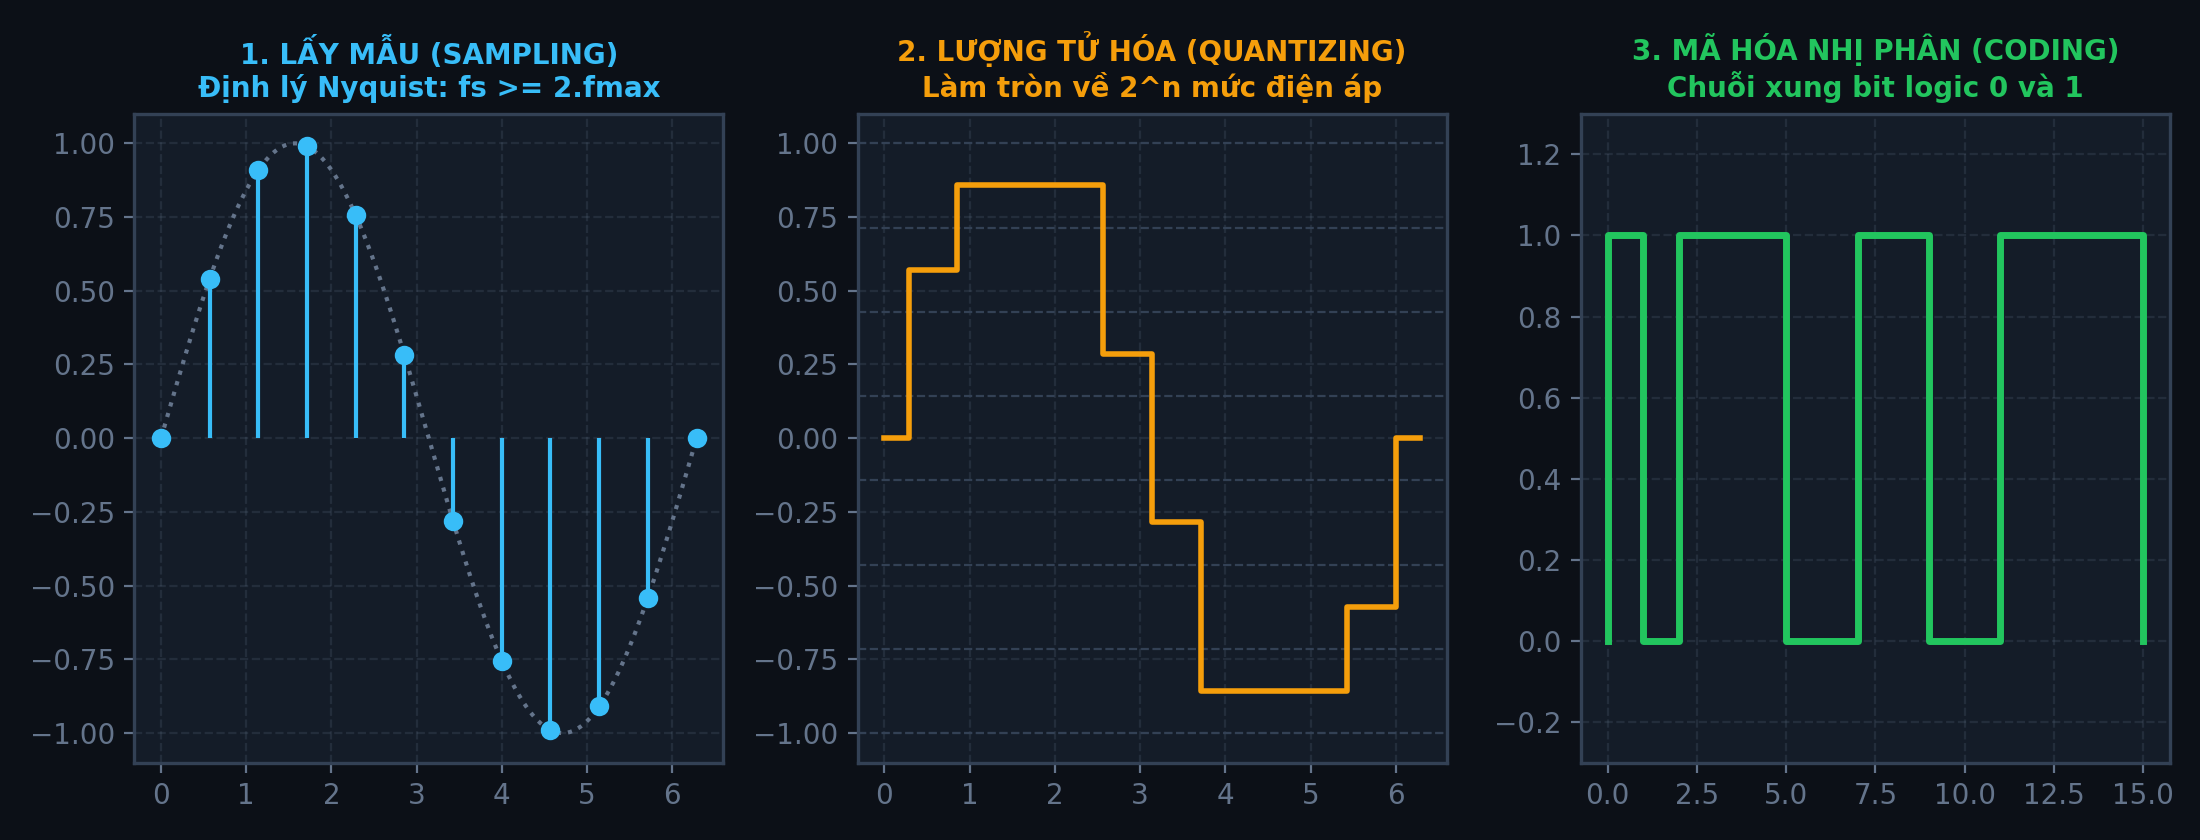 1. LẤY MẪU (SAMPLING)
Định lý Nyquist: fs >= 2.fmax
1.00
0.75
0.50
0.25
0.00
−0.25
−0.50
−0.75
−1.00
0 1 2 3 4 5 6
2. LƯỢNG TỬ HÓA (QUANTIZING)
Làm tròn về 2^n mức điện áp
1.00
0.75
0.50
0.25
0.00
−0.25
−0.50
−0.75
−1.00
0 1 2 3 4 5 6
3. MÃ HÓA NHỊ PHÂN (CODING)
Chuỗi xung bit logic 0 và 1
1.2
1.0
0.8
0.6
0.4
0.2
0.0
−0.2
0.0 2.5 5.0 7.5 10.0 12.5 15.0